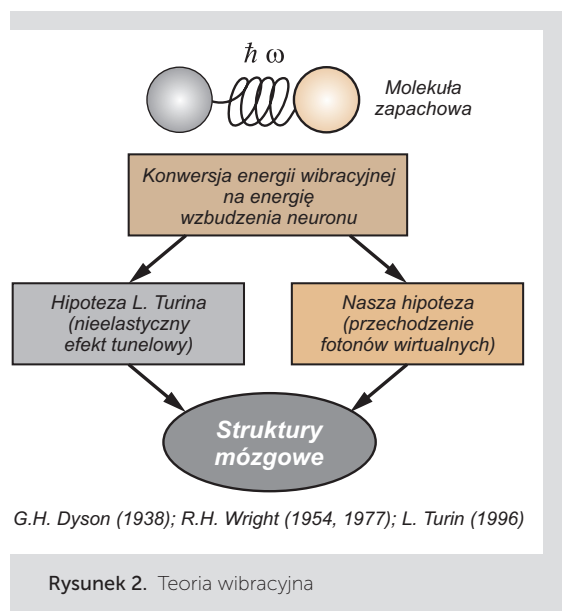 ħ ω
Molekuła
zapachowa
Konwersja energii wibracyjnej
na energię
wzbudzenia neuronu
Hipoteza L. Turina
(nieelastyczny
efekt tunelowy)
Nasza hipoteza
(przechodzenie
fotonów wirtualnych)
Struktury
mózgowe
G.H. Dyson (1938); R.H. Wright (1954, 1977); L. Turin (1996)
Rysunek 2. Teoria wibracyjna